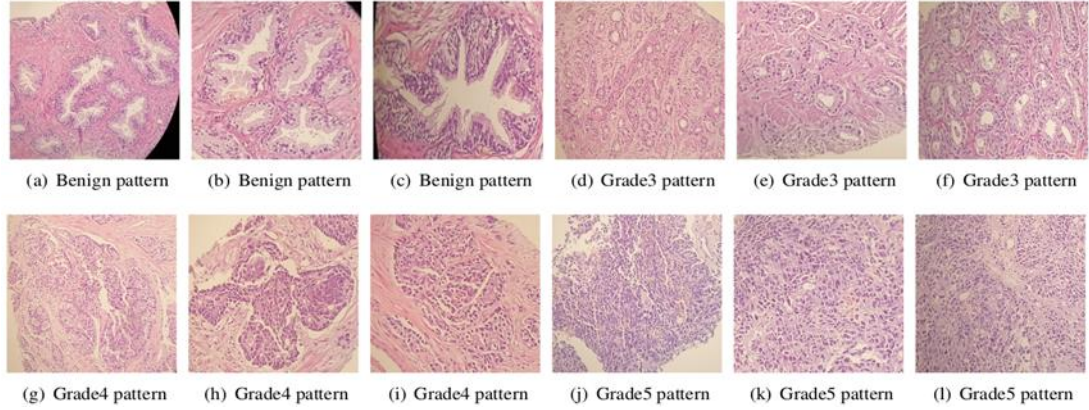 (a) Benign pattern
(b) Benign pattern
(c) Benign pattern
(d) Grade3 pattern
(e) Grade3 pattern
(f) Grade3 pattern
(g) Grade4 pattern
(h) Grade4 pattern
(i) Grade4 pattern
(j) Grade5 pattern
(k) Grade5 pattern
(l) Grade5 pattern